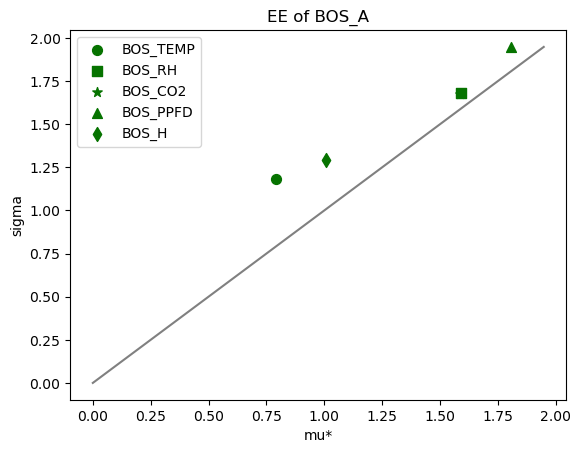 EE of BOS_A
BOS_TEMP
BOS_RH
BOS_CO2
BOS_PPFD
BOS_H
sigma
2.00
1.75
1.50
1.25
1.00
0.75
0.50
0.25
0.00
0.00 0.25 0.50 0.75 1.00 1.25 1.50 1.75 2.00
mu*